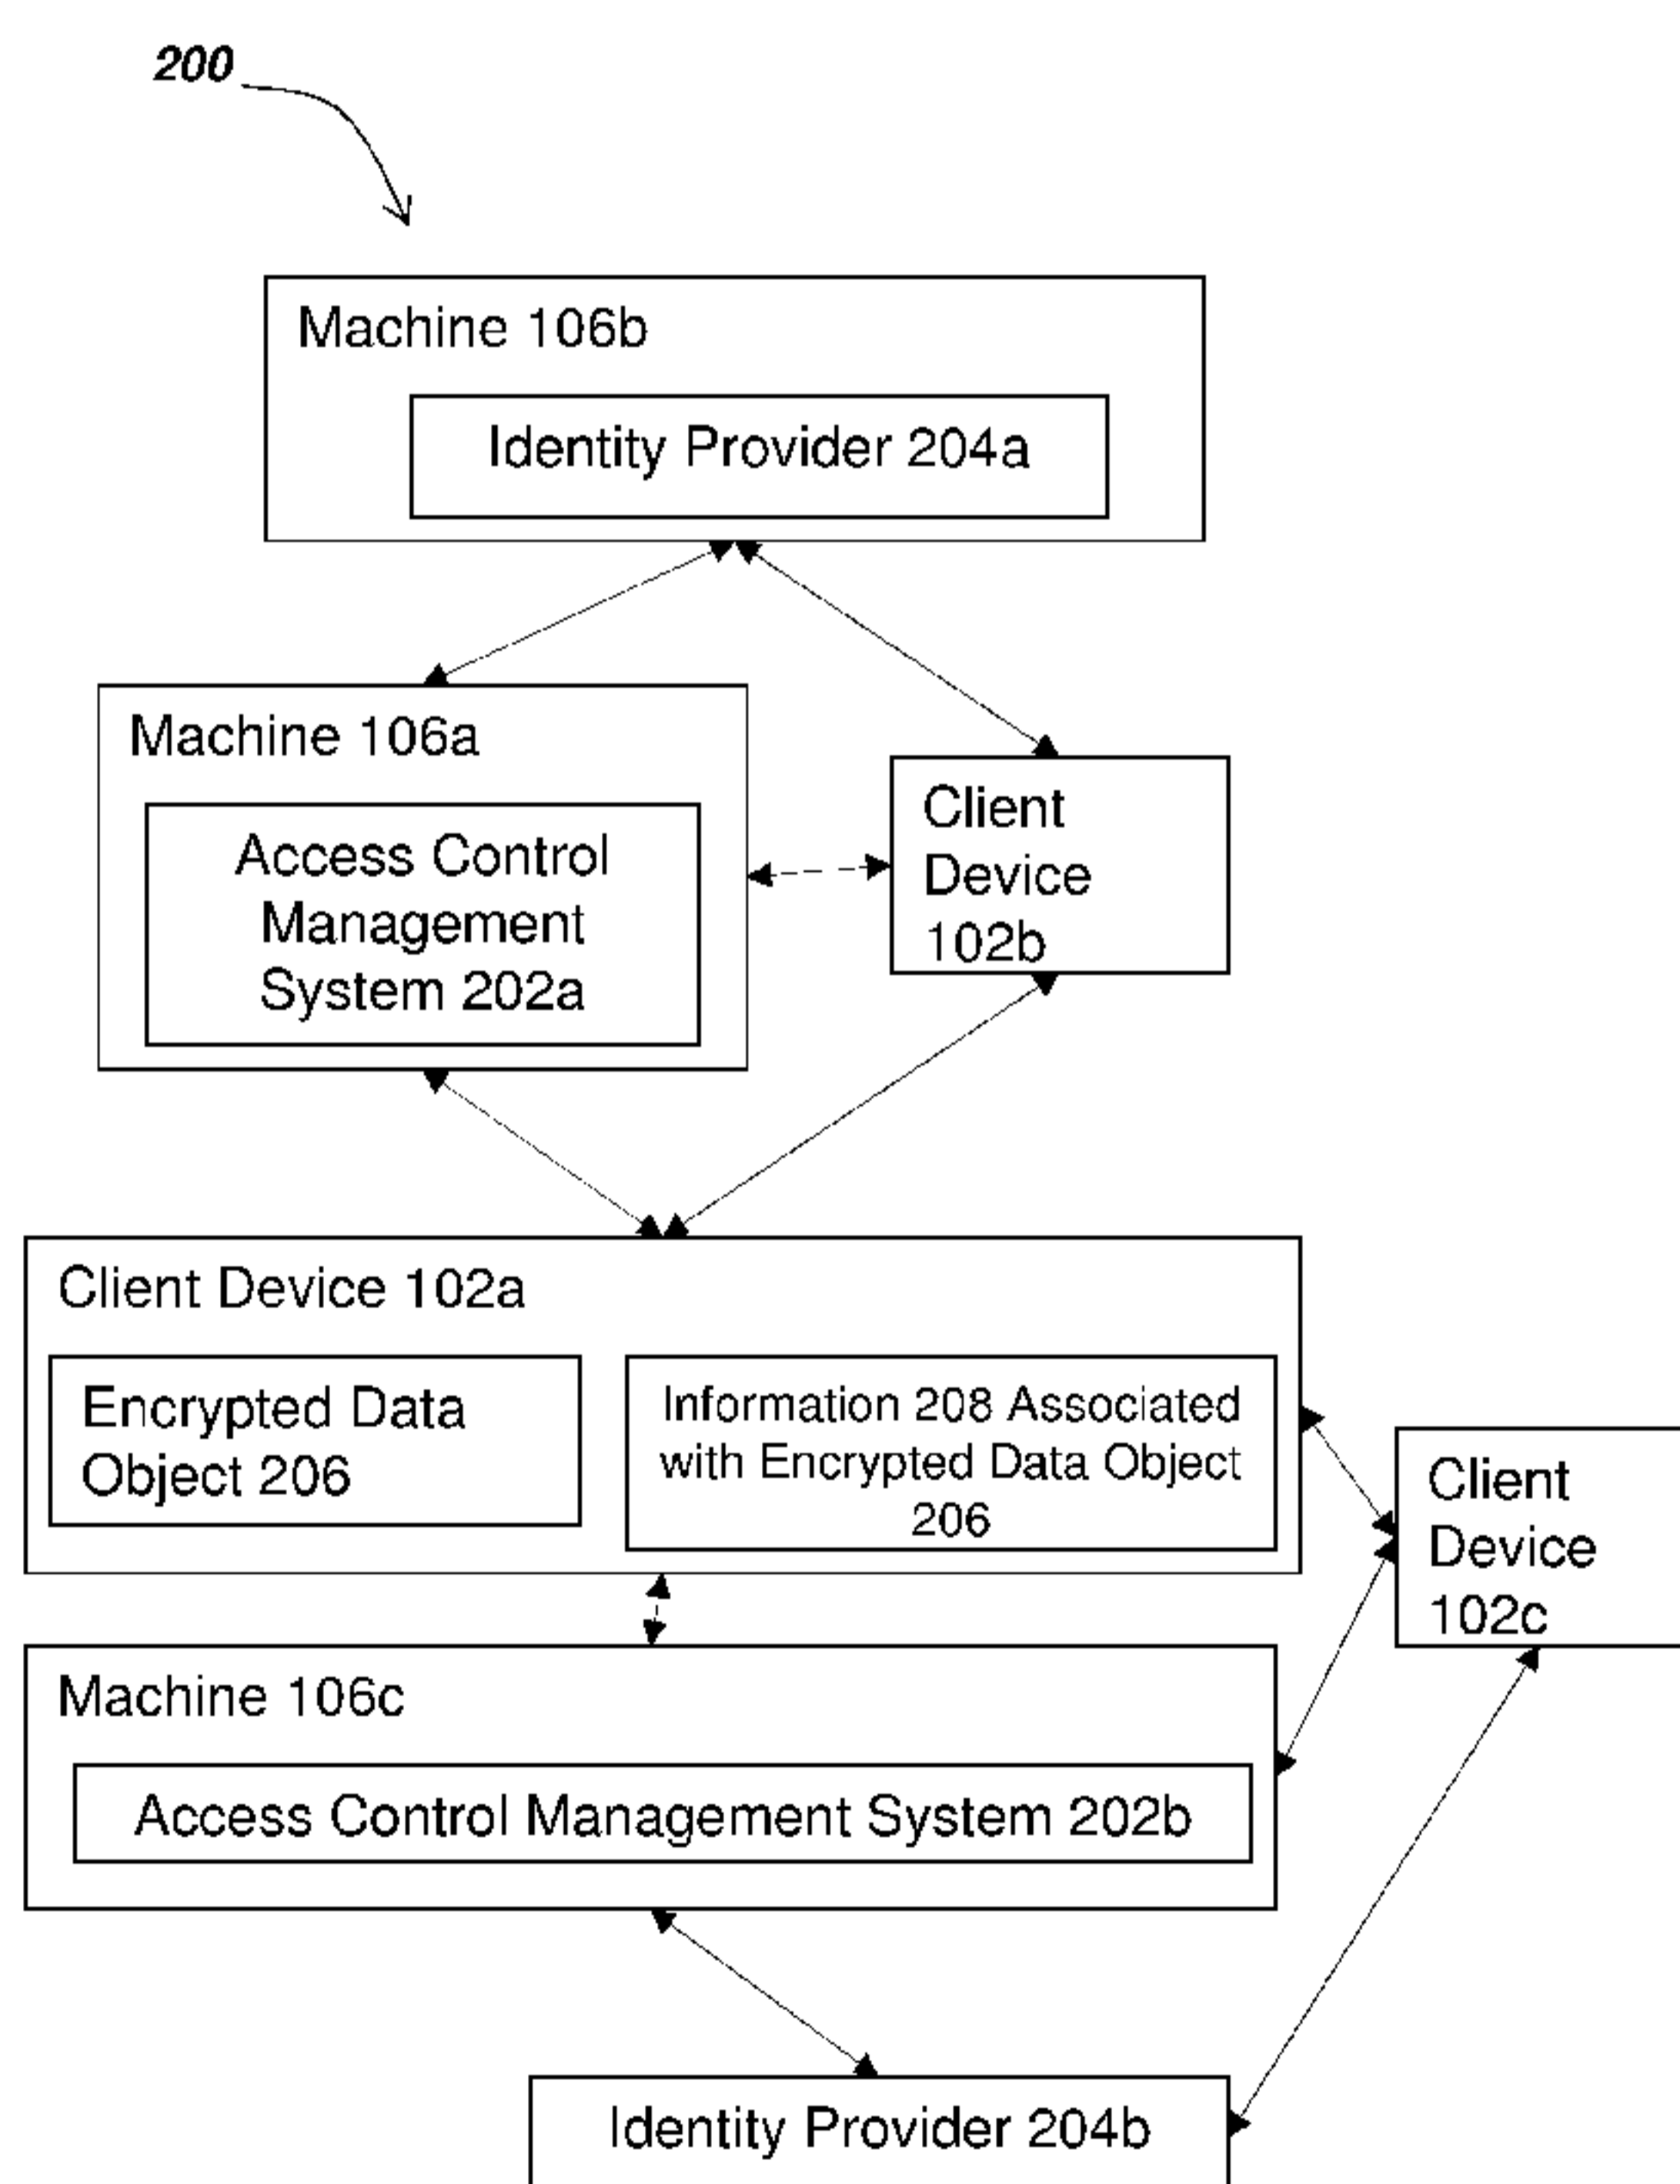 200
Machine 106b
Identity Provider 204a
Machine 106a
Access Control
Management
System 202a
Client
Device
102b
Client Device 102a
Encrypted Data
Object 206
Information 208 Associated
with Encrypted Data Object
206
Client
Device
102c
Machine 106c
Access Control Management System 202b
Identity Provider 204b